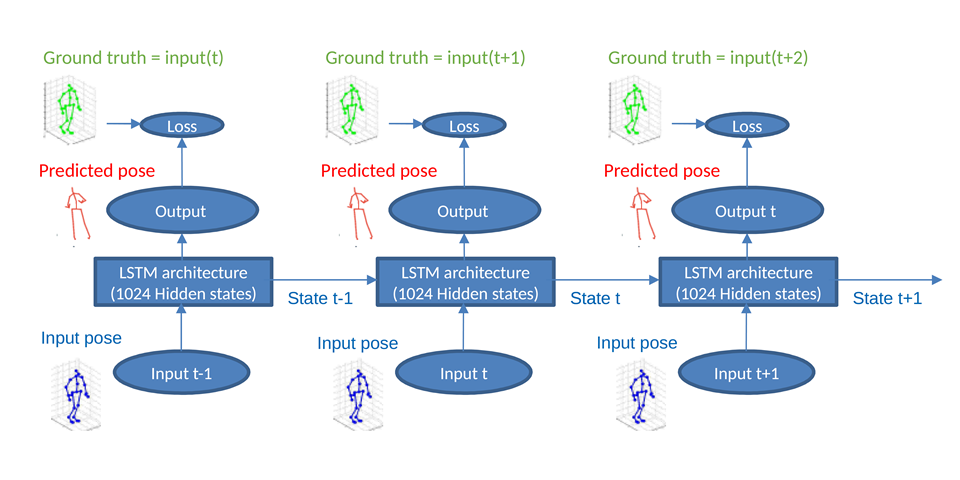 Ground truth = input(t)
Ground truth = input(t+1)
Ground truth = input(t+2)
Loss
Loss
Loss
Predicted pose
Predicted pose
Predicted pose
Output
Output
Output t
LSTM architecture
(1024 Hidden states)
LSTM architecture
(1024 Hidden states)
LSTM architecture
(1024 Hidden states)
State t-1
State t
State t+1
Input pose
Input pose
Input pose
Input t-1
Input t
Input t+1